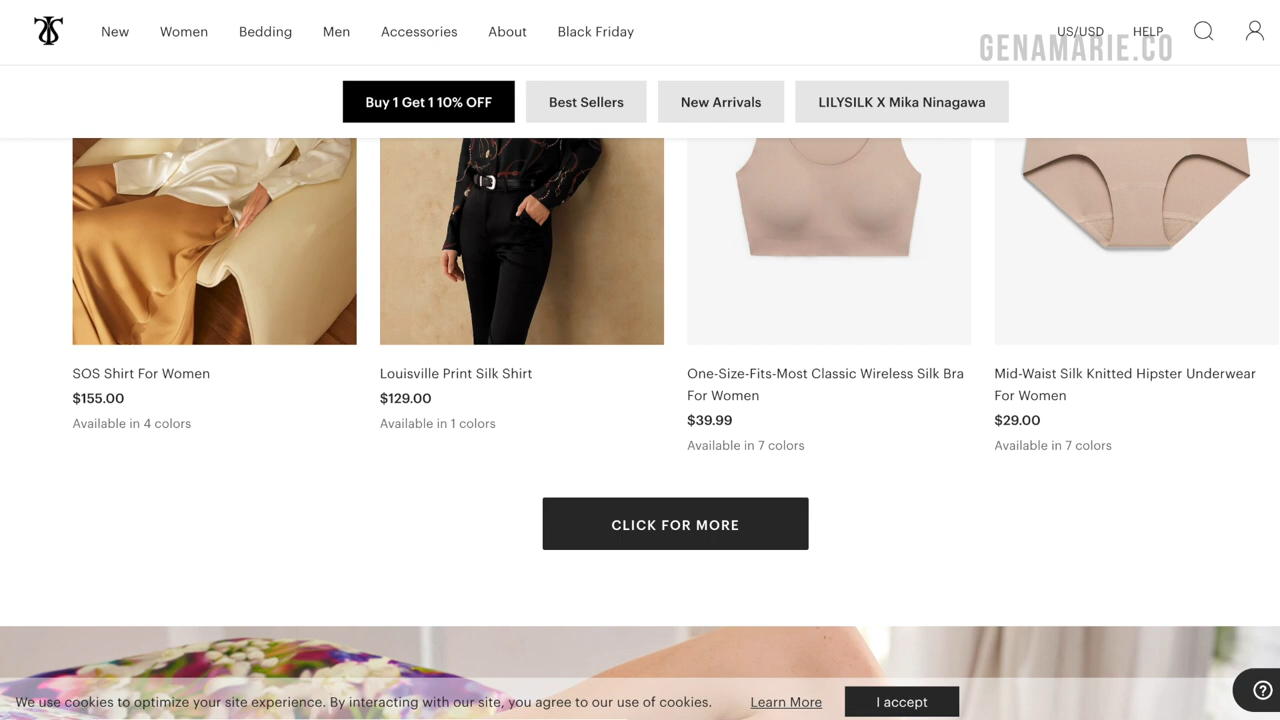 New Women Bedding Men Accessories About Black Friday US/USD HELP
GENAMARIE.CO
Buy 1 Get 1 10% OFF Best Sellers New Arrivals LILYSILK X Mika Ninagawa
SOS Shirt For Women
$155.00
Available in 4 colors
Louisville Print Silk Shirt
$129.00
Available in 1 colors
One-Size-Fits-Most Classic Wireless Silk Bra
For Women
$39.99
Available in 7 colors
Mid-Waist Silk Knitted Hipster Underwear
For Women
$29.00
Available in 7 colors
CLICK FOR MORE
We use cookies to optimize your site experience. By interacting with our site, you agree to our use of cookies. Learn More I accept